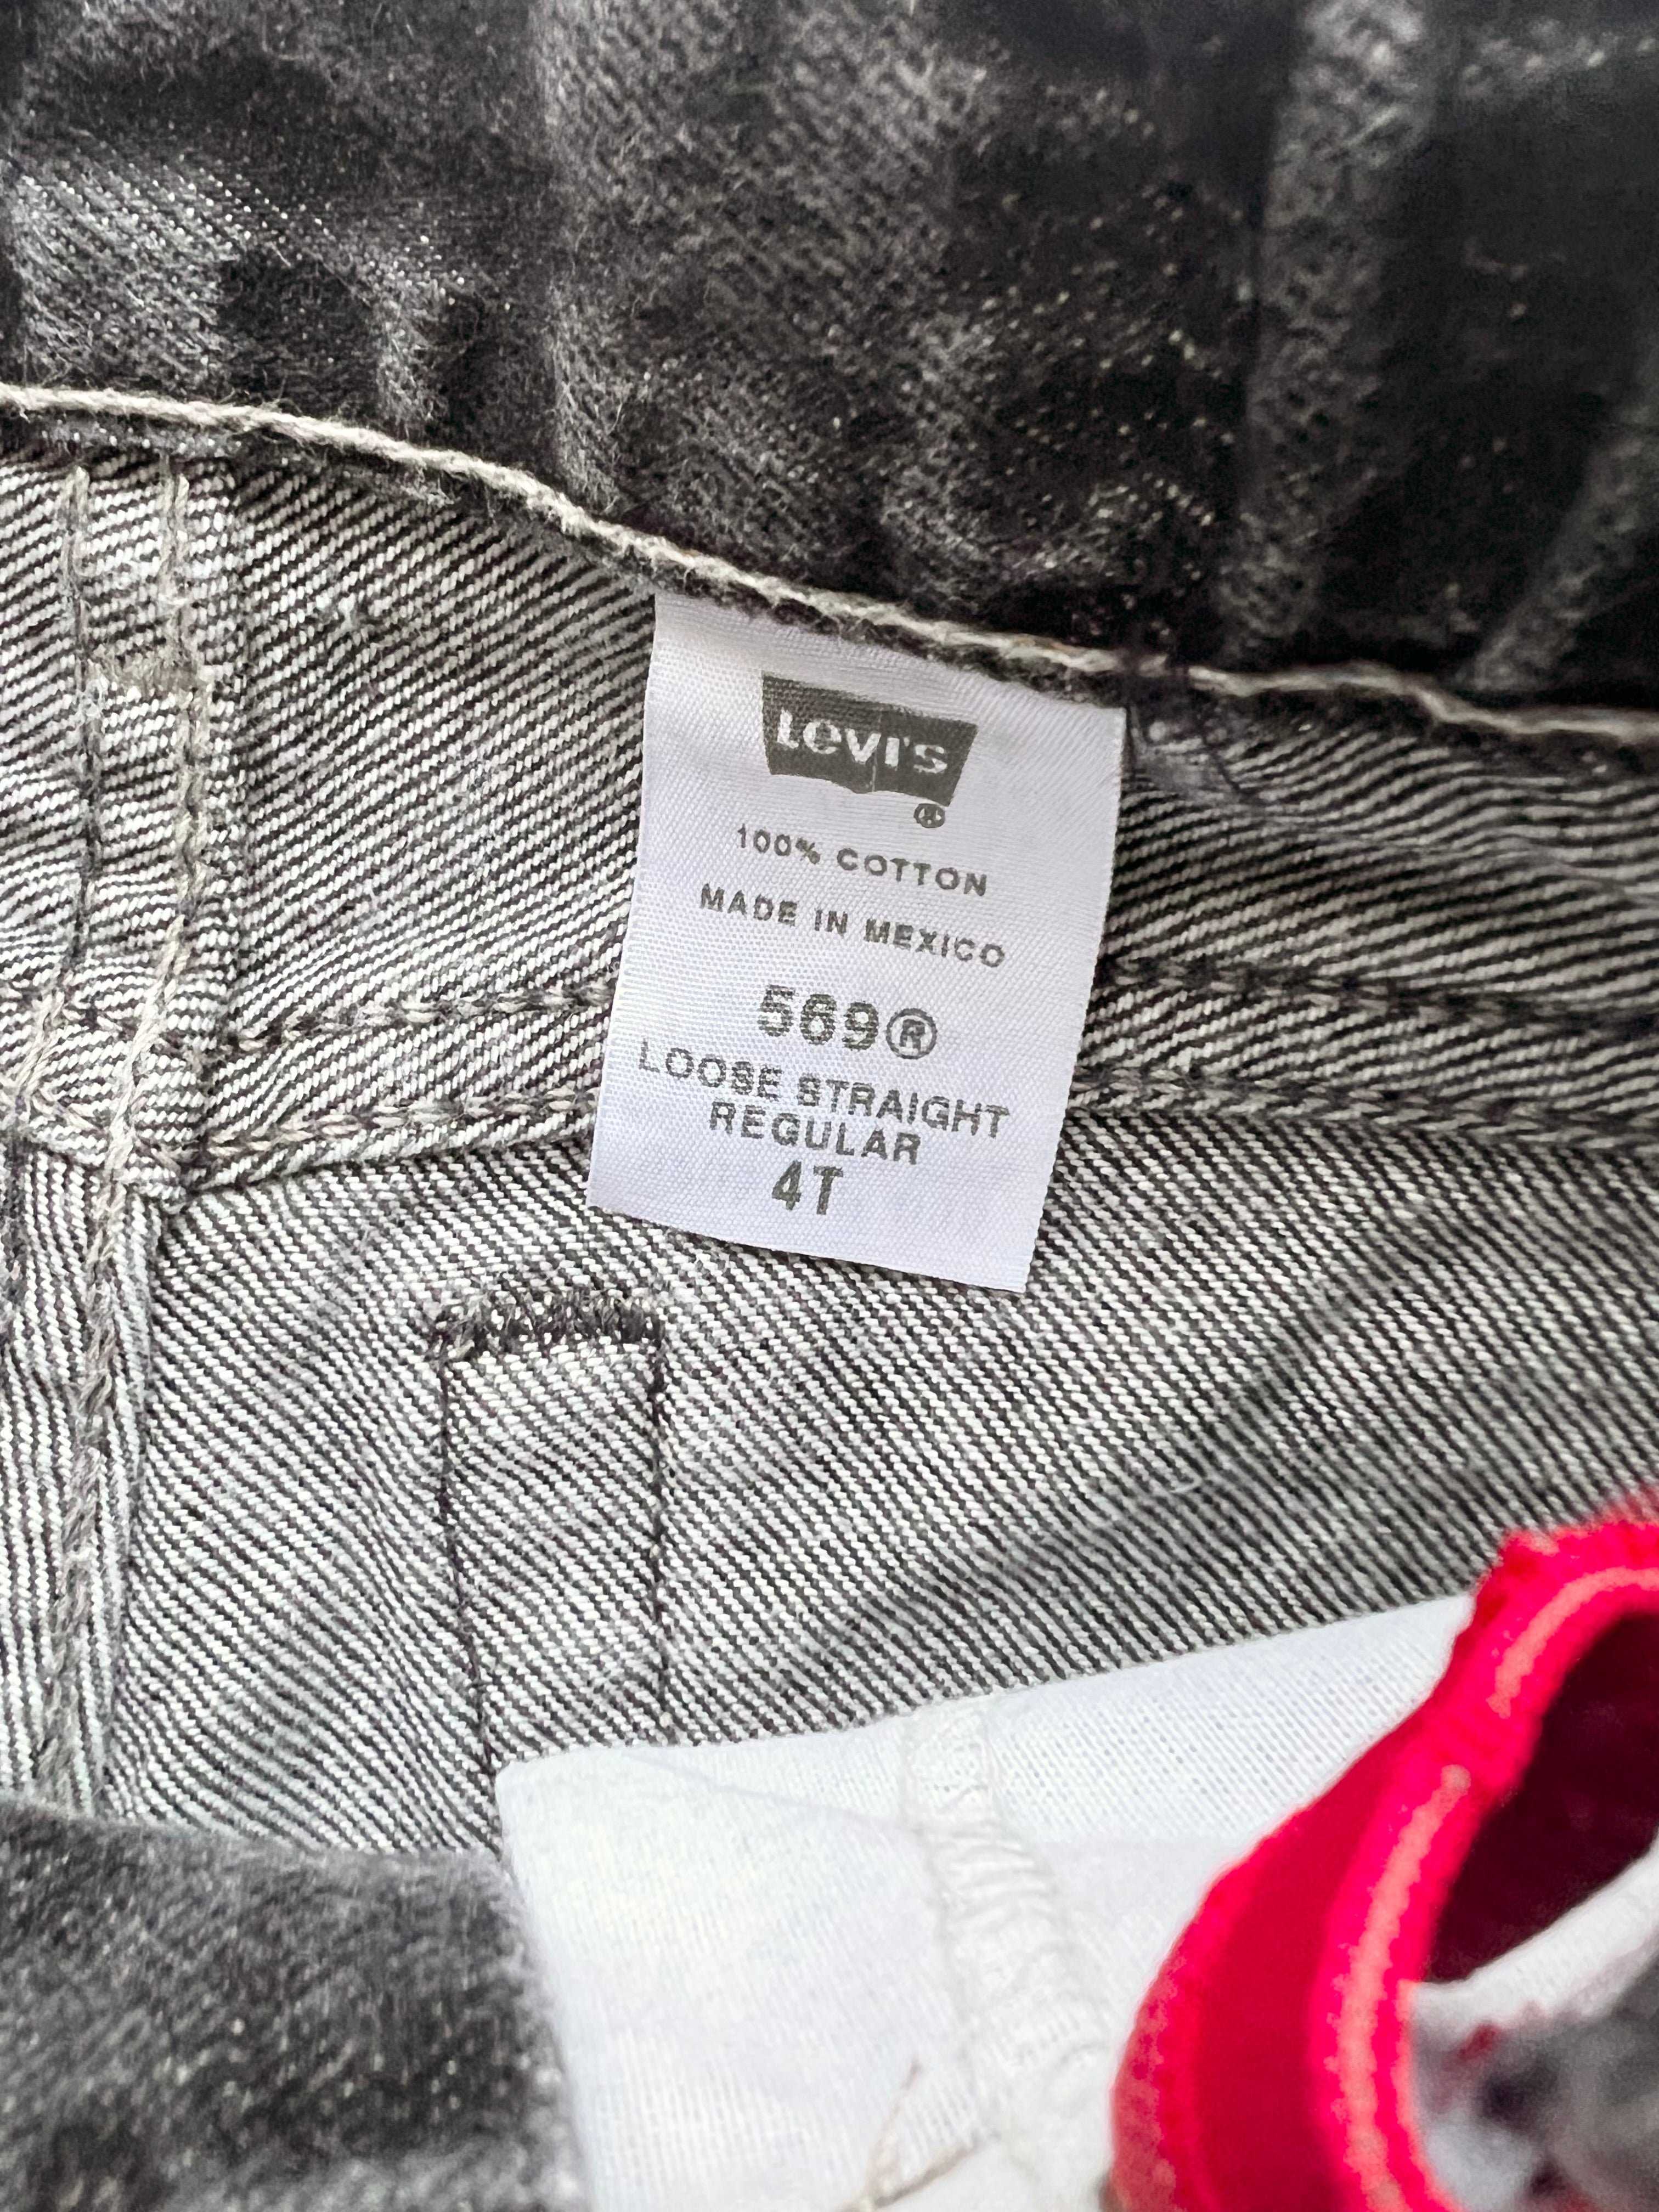 Levi's
®
100% COTTON
MADE IN MEXICO
569®
LOOSE STRAIGHT
REGULAR
4T